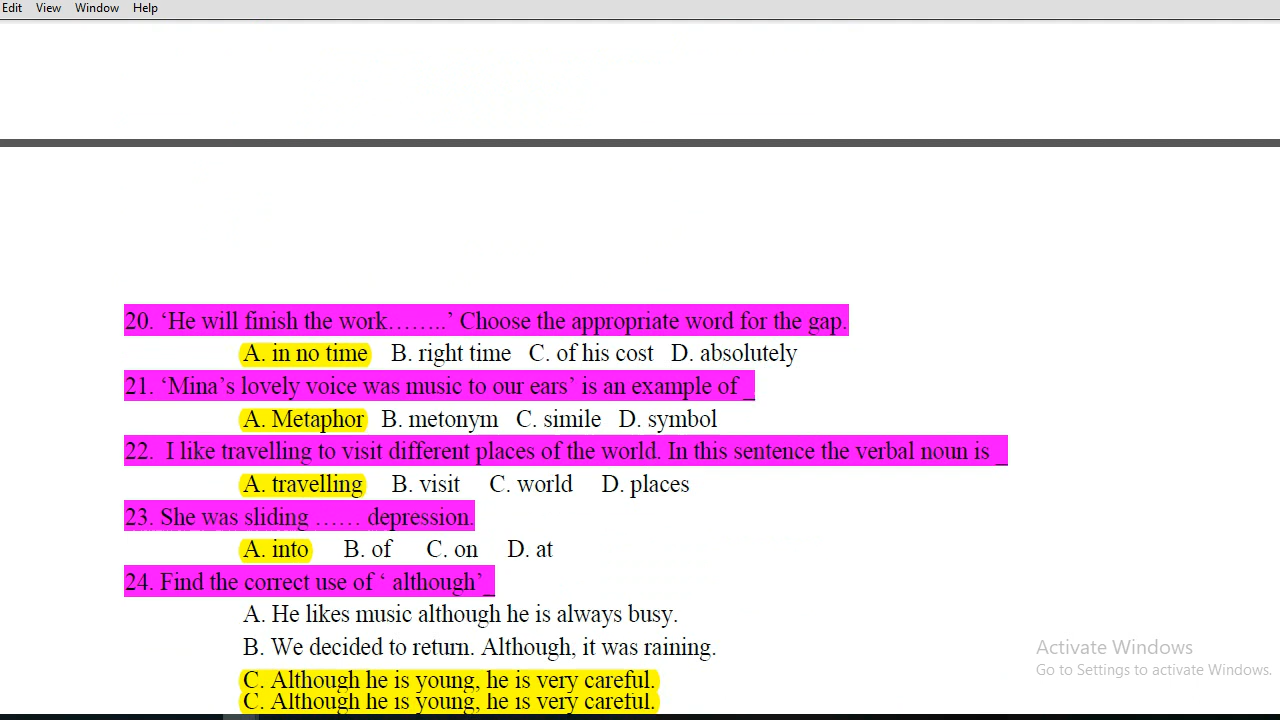 Edit View Window Help
20. ‘He will finish the work……..’ Choose the appropriate word for the gap.
A. in no time B. right time C. of his cost D. absolutely
21. ‘Mina’s lovely voice was music to our ears’ is an example of _
A. Metaphor B. metonym C. simile D. symbol
22. I like travelling to visit different places of the world. In this sentence the verbal noun is _
A. travelling B. visit C. world D. places
23. She was sliding …… depression.
A. into B. of C. on D. at
24. Find the correct use of ‘ although’_
A. He likes music although he is always busy.
B. We decided to return. Although, it was raining.
C. Although he is young, he is very careful.
C. Although he is young, he is very careful.
Activate Windows
Go to Settings to activate Windows.